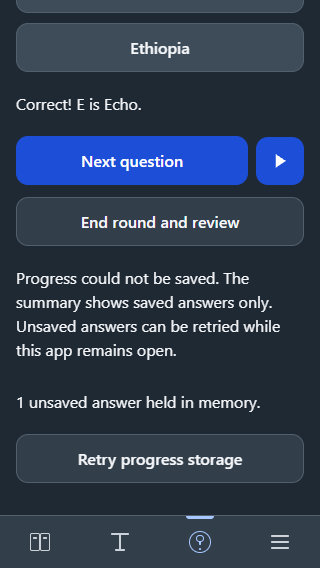 Ethiopia
Correct! E is Echo.
Next question
End round and review
Progress could not be saved. The
summary shows saved answers only.
Unsaved answers can be retried while
this app remains open.
1 unsaved answer held in memory.
Retry progress storage